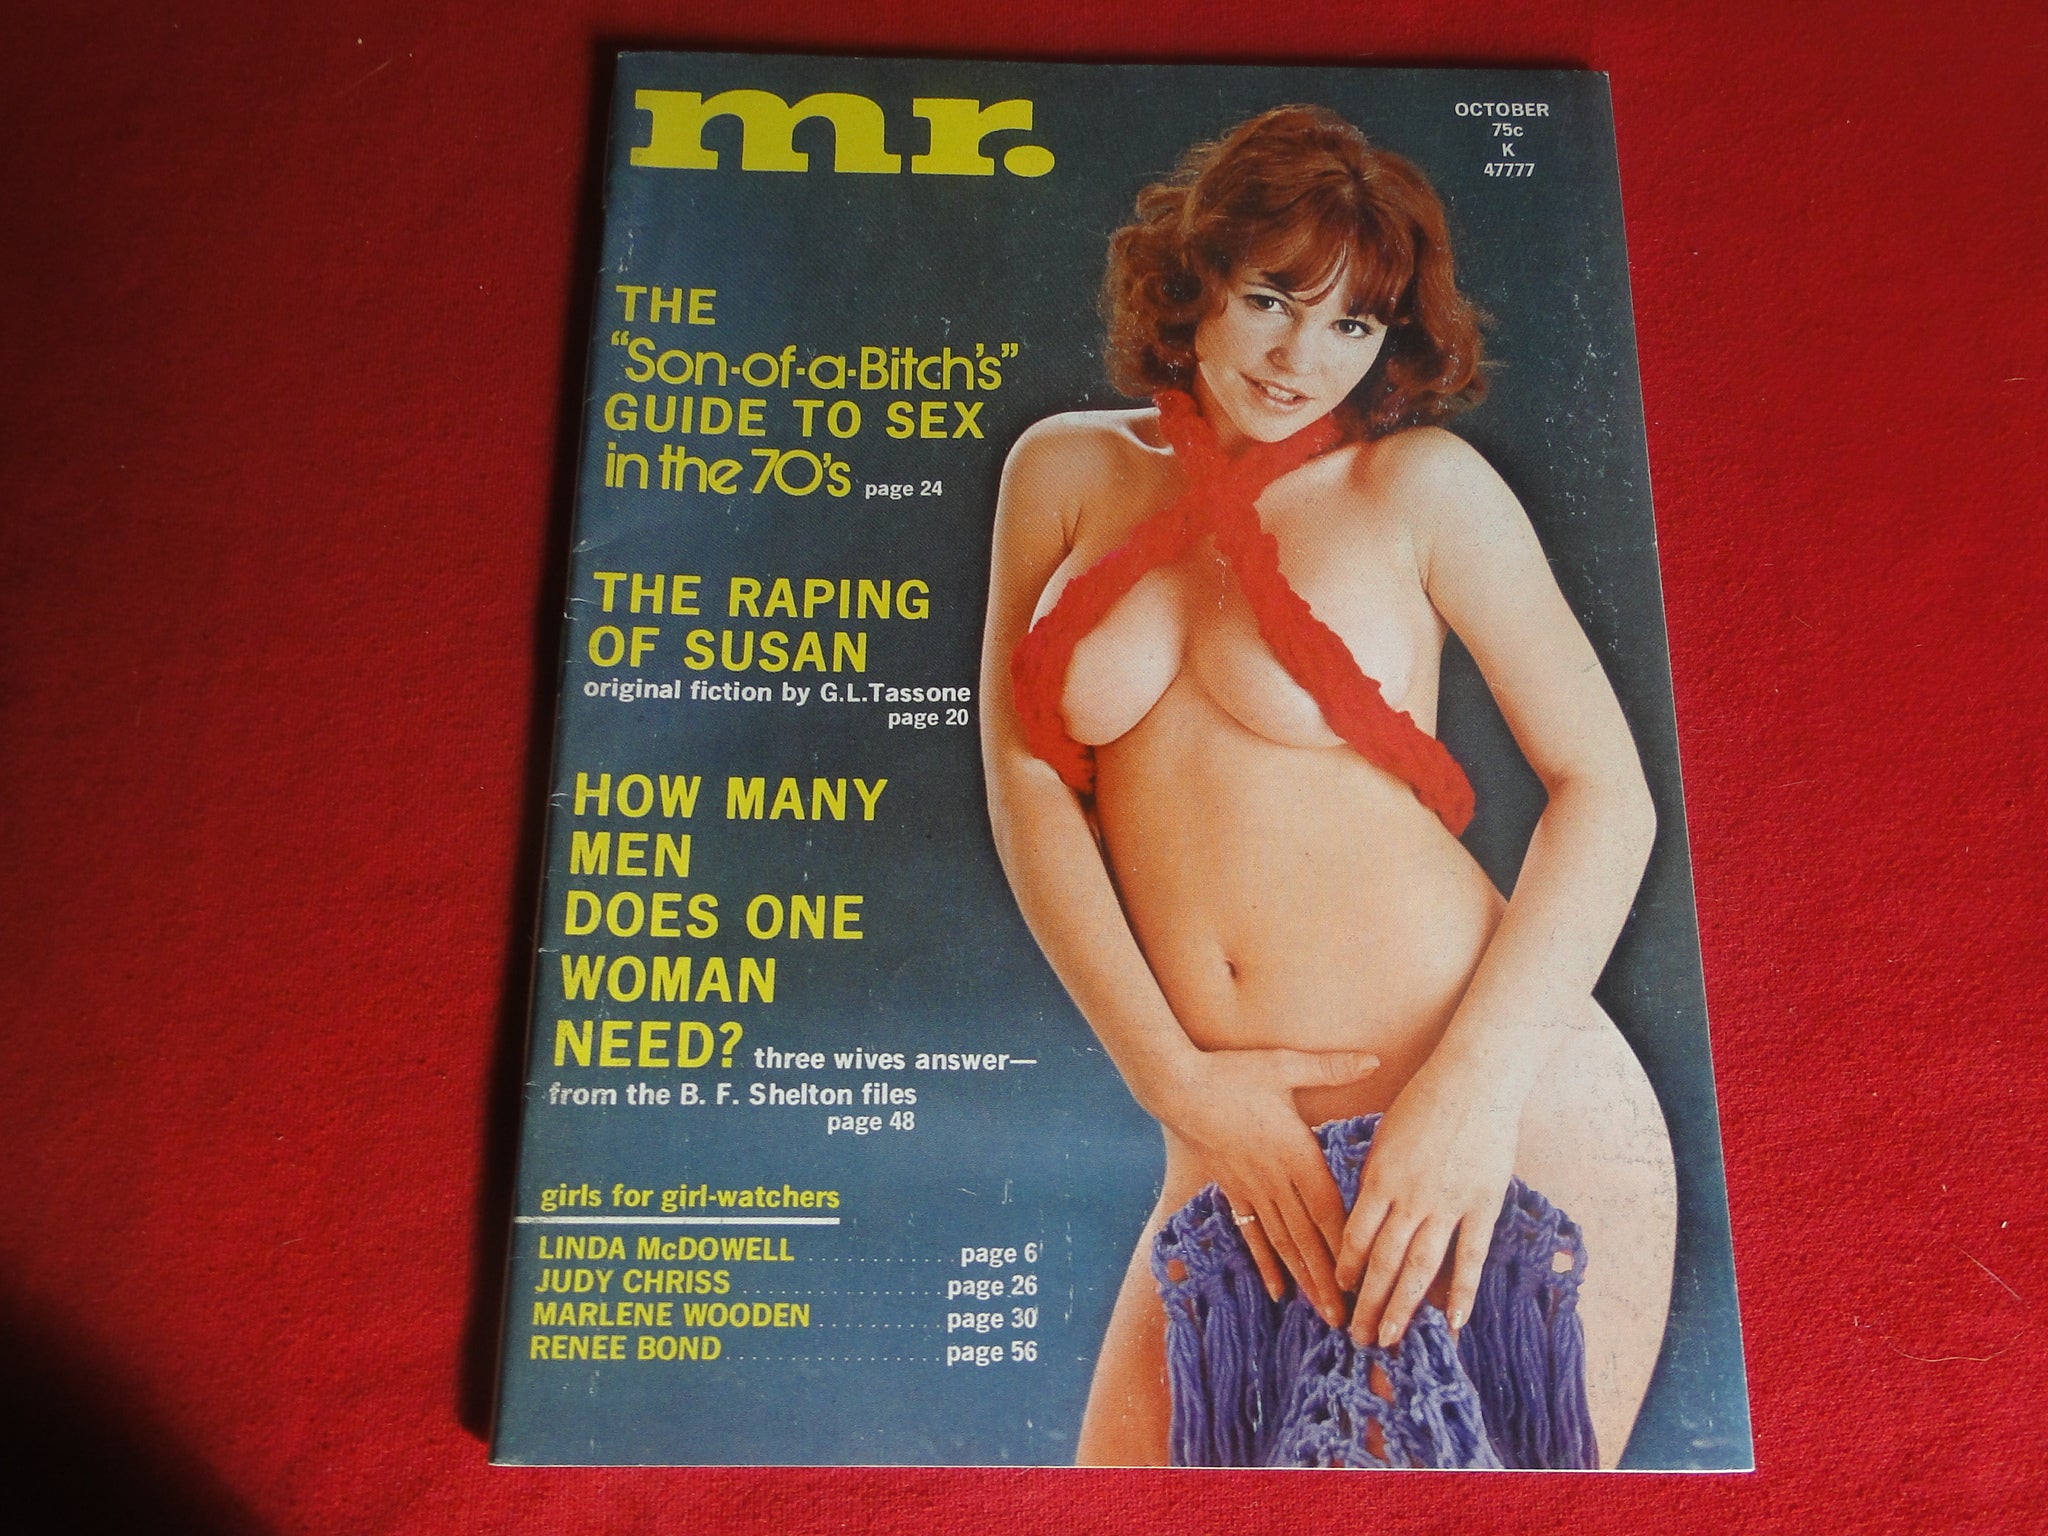 mr.
OCTOBER
75c
K
47777
THE
“Son-of-a-Bitch’s”
GUIDE TO SEX
in the 70’s page 24
THE RAPING
OF SUSAN
original fiction by G.L.Tassone
page 20
HOW MANY
MEN
DOES ONE
WOMAN
NEED? three wives answer—
from the B. F. Shelton files
page 48
girls for girl-watchers
LINDA McDOWELL ............ page 6
JUDY CHRISS .................. page 26
MARLENE WOODEN ........... page 30
RENEE BOND ................... page 56